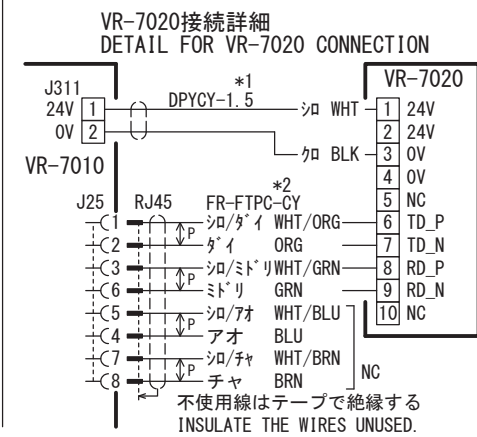 VR-7020接続詳細
DETAIL FOR VR-7020 CONNECTION
VR-7020
J311
24V 1
0V 2
*1
DPYCY-1.5
シロ WHT
クロ BLK
1 24V
2 24V
3 0V
4 0V
5 NC
6 TD_P
7 TD_N
8 RD_P
9 RD_N
10 NC
VR-7010
*2
J25 RJ45 FR-FTPC-CY
1 P シロ/ダイ WHT/ORG
2 ダイ ORG
3 P シロ/ミドリ WHT/GRN
6 ミドリ GRN
5 P シロ/アオ WHT/BLU
4 アオ BLU
7 P シロ/チャ WHT/BRN
8 チャ BRN
NC
不使用線はテープで絶縁する
INSULATE THE WIRES UNUSED.